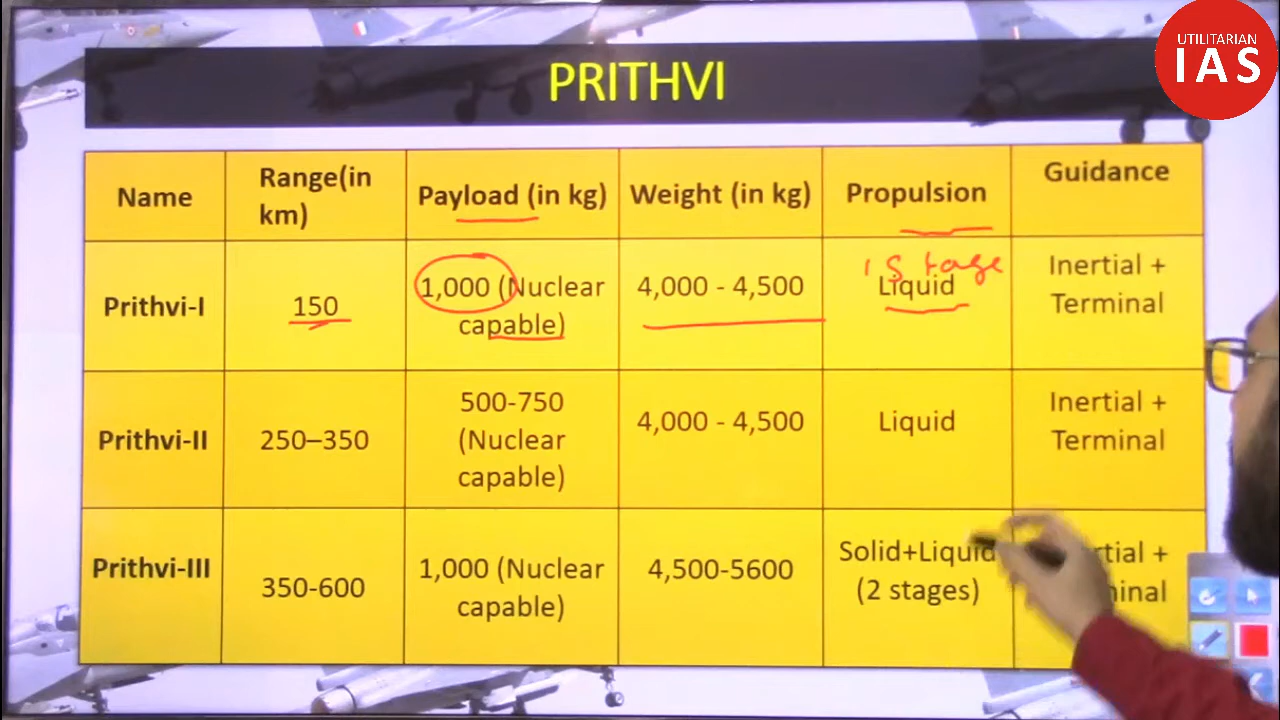 UTILITARIAN
IAS
PRITHVI
Name
Range(in
km)
Payload (in kg)
Weight (in kg)
Propulsion
Guidance
Prithvi-I
150
1,000 (Nuclear
capable)
4,000 - 4,500
1 Stage
Liquid
Inertial +
Terminal
Prithvi-II
250–350
500-750
(Nuclear
capable)
4,000 - 4,500
Liquid
Inertial +
Terminal
Prithvi-III
350-600
1,000 (Nuclear
capable)
4,500-5600
Solid+Liquid
(2 stages)
+